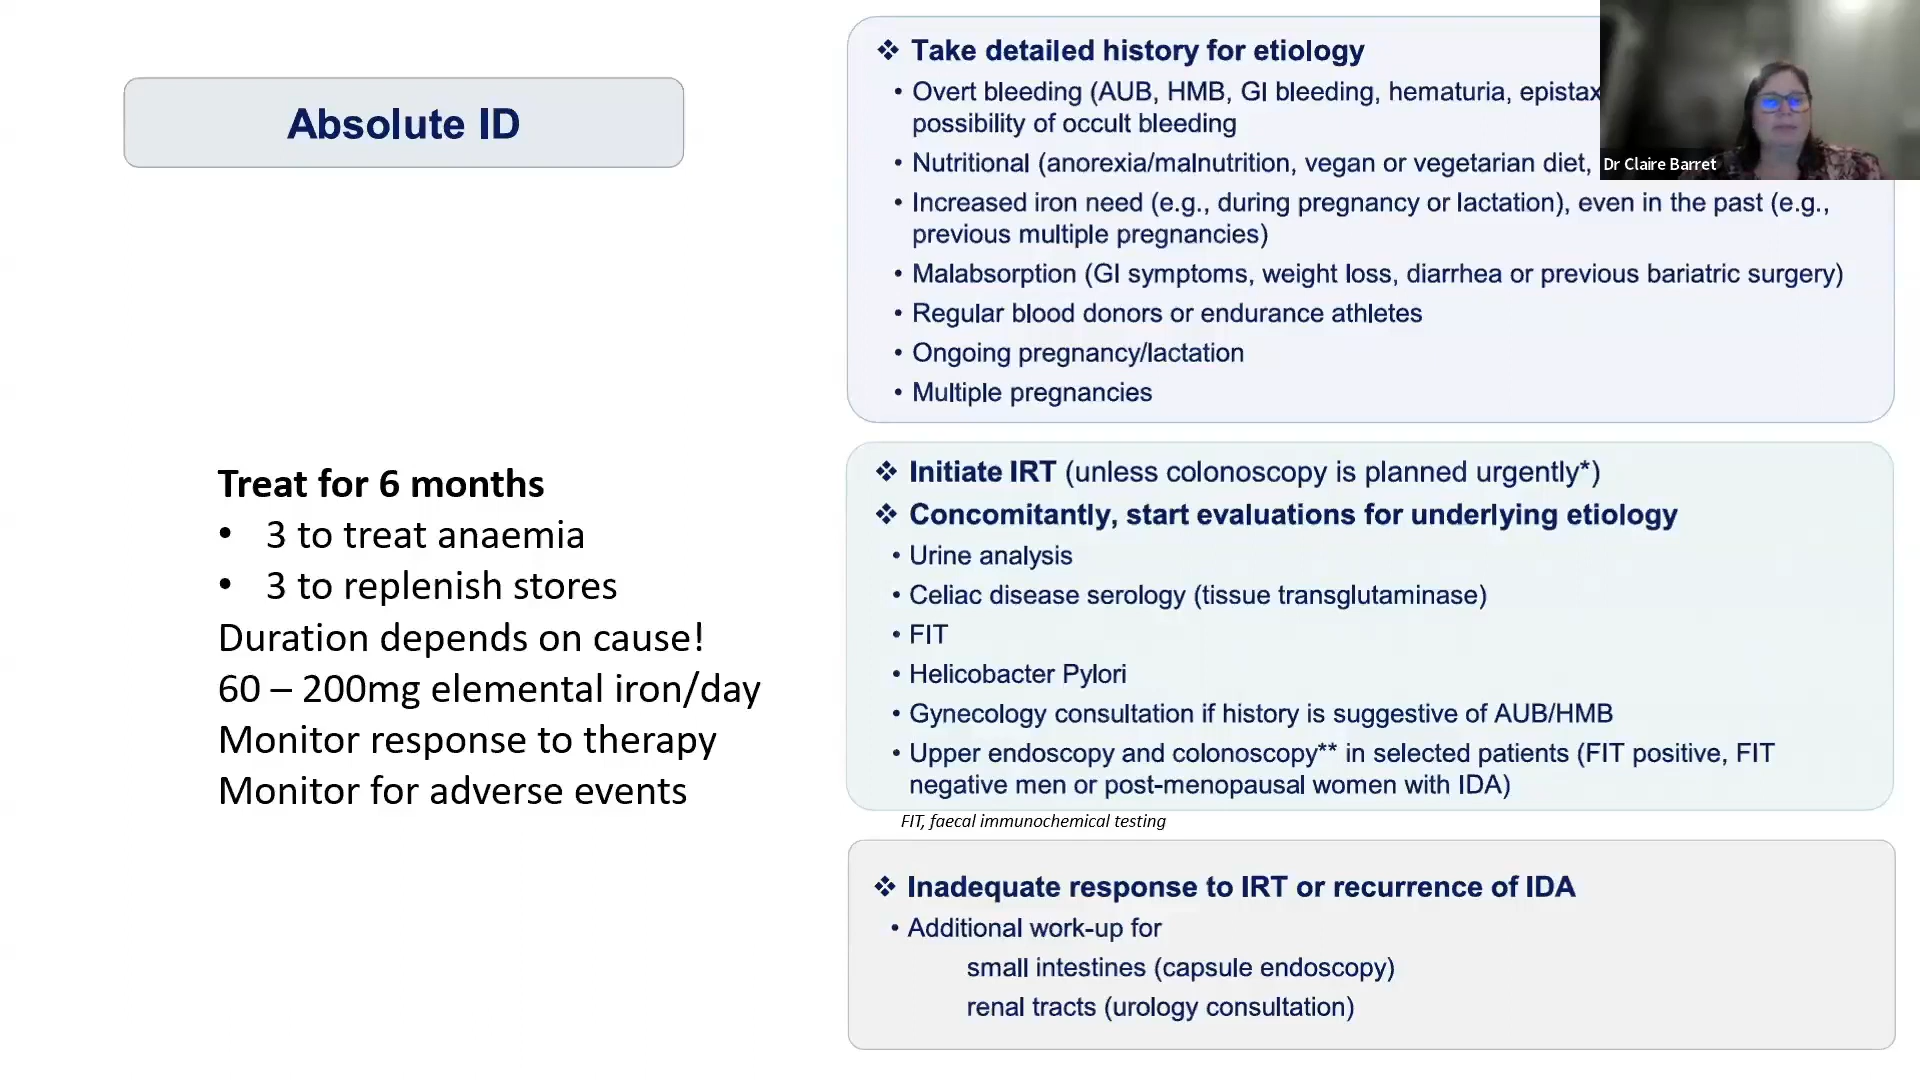 Absolute ID
Treat for 6 months
• 3 to treat anaemia
• 3 to replenish stores
Duration depends on cause!
60 – 200mg elemental iron/day
Monitor response to therapy
Monitor for adverse events
❖ Take detailed history for etiology
• Overt bleeding (AUB, HMB, GI bleeding, hematuria,
possibility of occult bleeding
• Nutritional (anorexia/malnutrition, vegan or vegetarian diet,
• Increased iron need (e.g., during pregnancy or lactation), even in the past (e.g.,
previous multiple pregnancies)
• Malabsorption (GI symptoms, weight loss, diarrhea or previous bariatric surgery)
• Regular blood donors or endurance athletes
• Ongoing pregnancy/lactation
• Multiple pregnancies
❖ Initiate IRT (unless colonoscopy is planned urgently*)
❖ Concomitantly, start evaluations for underlying etiology
• Urine analysis
• Celiac disease serology (tissue transglutaminase)
• FIT
• Helicobacter Pylori
• Gynecology consultation if history is suggestive of AUB/HMB
• Upper endoscopy and colonoscopy** in selected patients (FIT positive, FIT
negative men or post-menopausal women with IDA)
FIT, faecal immunochemical testing
❖ Inadequate response to IRT or recurrence of IDA
• Additional work-up for
small intestines (capsule endoscopy)
renal tracts (urology consultation)
Dr Claire Barret